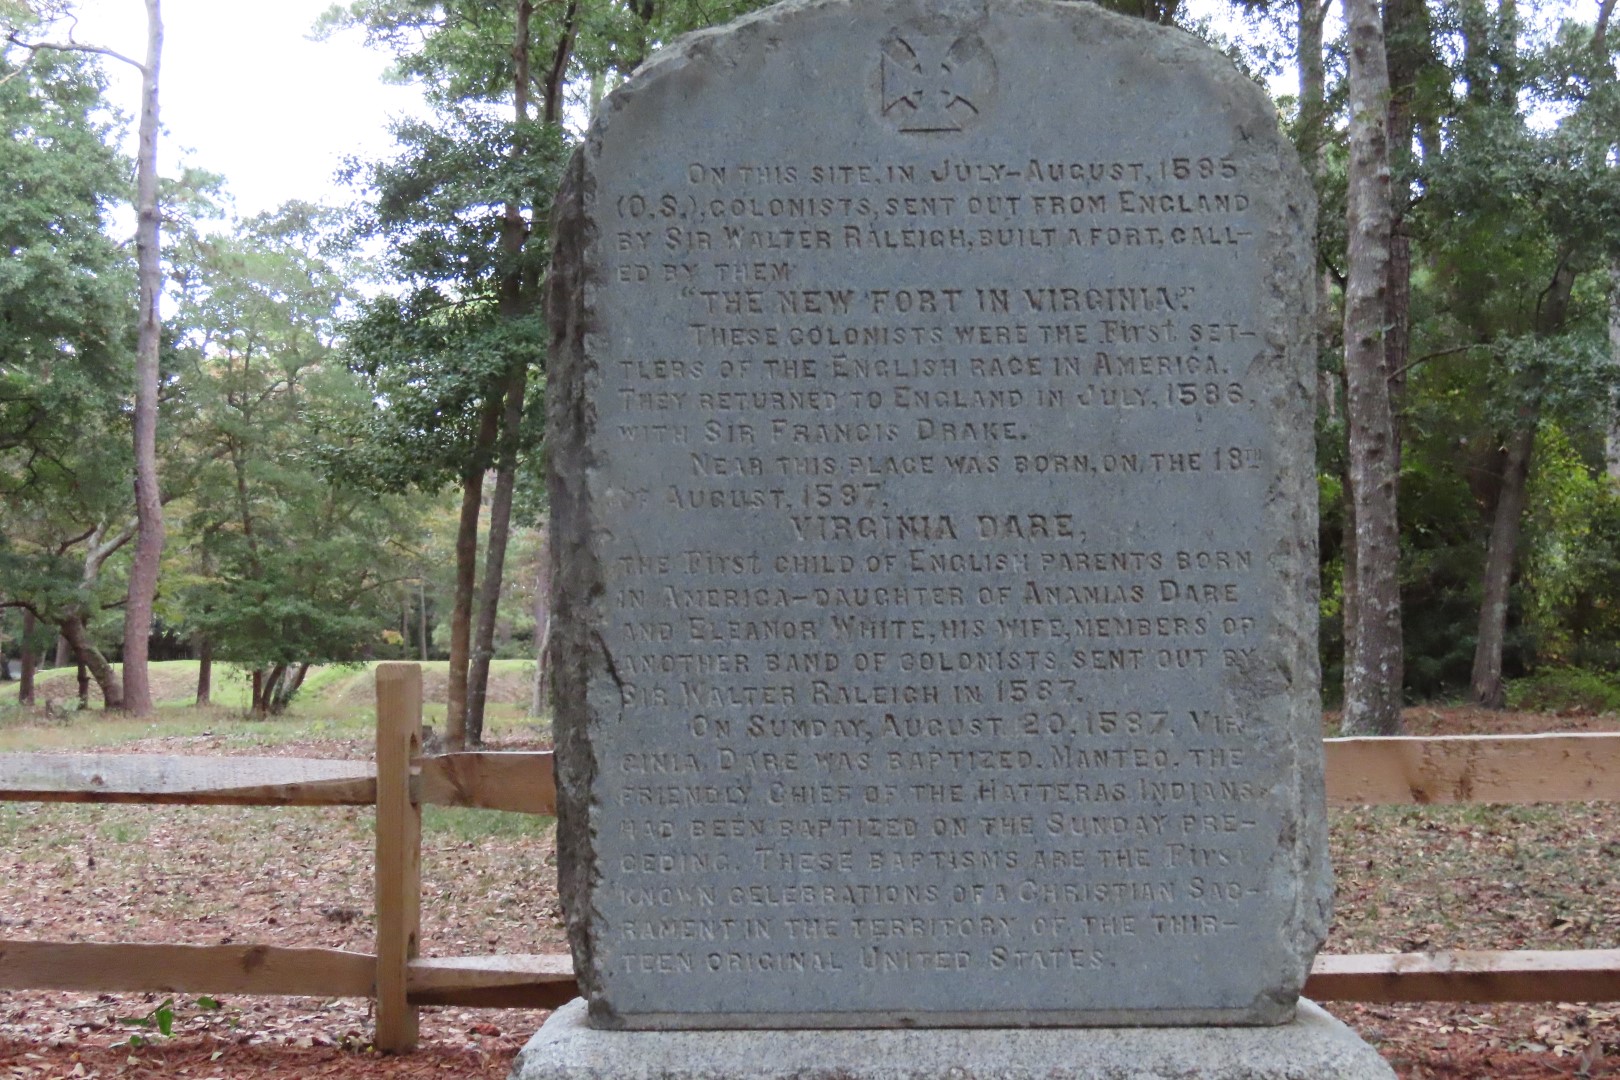 ON THIS SITE, IN JULY-AUGUST, 1585
(O.S.), COLONISTS, SENT OUT FROM ENGLAND
BY SIR WALTER RALEIGH, BUILT A FORT, CALL-
ED BY THEM
"THE NEW FORT IN VIRGINIA."
THESE COLONISTS WERE THE First SET-
TLERS OF THE ENGLISH RACE IN AMERICA.
THEY RETURNED TO ENGLAND IN JULY, 1586,
WITH SIR FRANCIS DRAKE.
NEAR THIS PLACE WAS BORN, ON THE 18TH
OF AUGUST, 1587,
VIRGINIA DARE,
THE First CHILD OF ENGLISH PARENTS BORN
IN AMERICA-DAUGHTER OF ANANIAS DARE
AND ELEANOR WHITE, HIS WIFE, MEMBERS OF
ANOTHER BAND OF COLONISTS SENT OUT BY
SIR WALTER RALEIGH IN 1587.
ON SUNDAY, AUGUST 20, 1587, VIR-
GINIA DARE WAS BAPTIZED. MANTEO, THE
FRIENDLY CHIEF OF THE HATTERAS INDIANS
HAD BEEN BAPTIZED ON THE SUNDAY PRE-
CEDING. THESE BAPTISMS ARE THE First
KNOWN CELEBRATIONS OF A CHRISTIAN SAC-
RAMENT IN THE TERRITORY OF THE THIR-
TEEN ORIGINAL UNITED STATES.